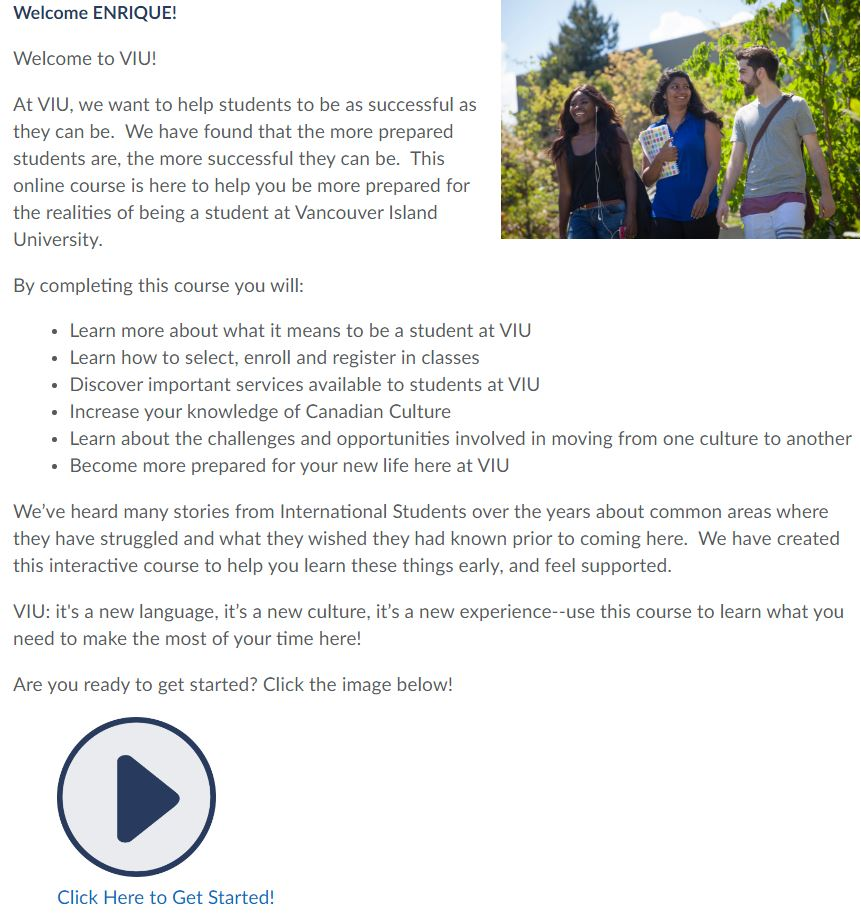 Welcome ENRIQUE!
Welcome to VIU!
At VIU, we want to help students to be as successful as
they can be.  We have found that the more prepared
students are, the more successful they can be.  This
online course is here to help you be more prepared for
the realities of being a student at Vancouver Island
University.
By completing this course you will:
• Learn more about what it means to be a student at VIU
• Learn how to select, enroll and register in classes
• Discover important services available to students at VIU
• Increase your knowledge of Canadian Culture
• Learn about the challenges and opportunities involved in moving from one culture to another
• Become more prepared for your new life here at VIU
We’ve heard many stories from International Students over the years about common areas where
they have struggled and what they wished they had known prior to coming here.  We have created
this interactive course to help you learn these things early, and feel supported.
VIU: it's a new language, it’s a new culture, it’s a new experience--use this course to learn what you
need to make the most of your time here!
Are you ready to get started? Click the image below!
Click Here to Get Started!